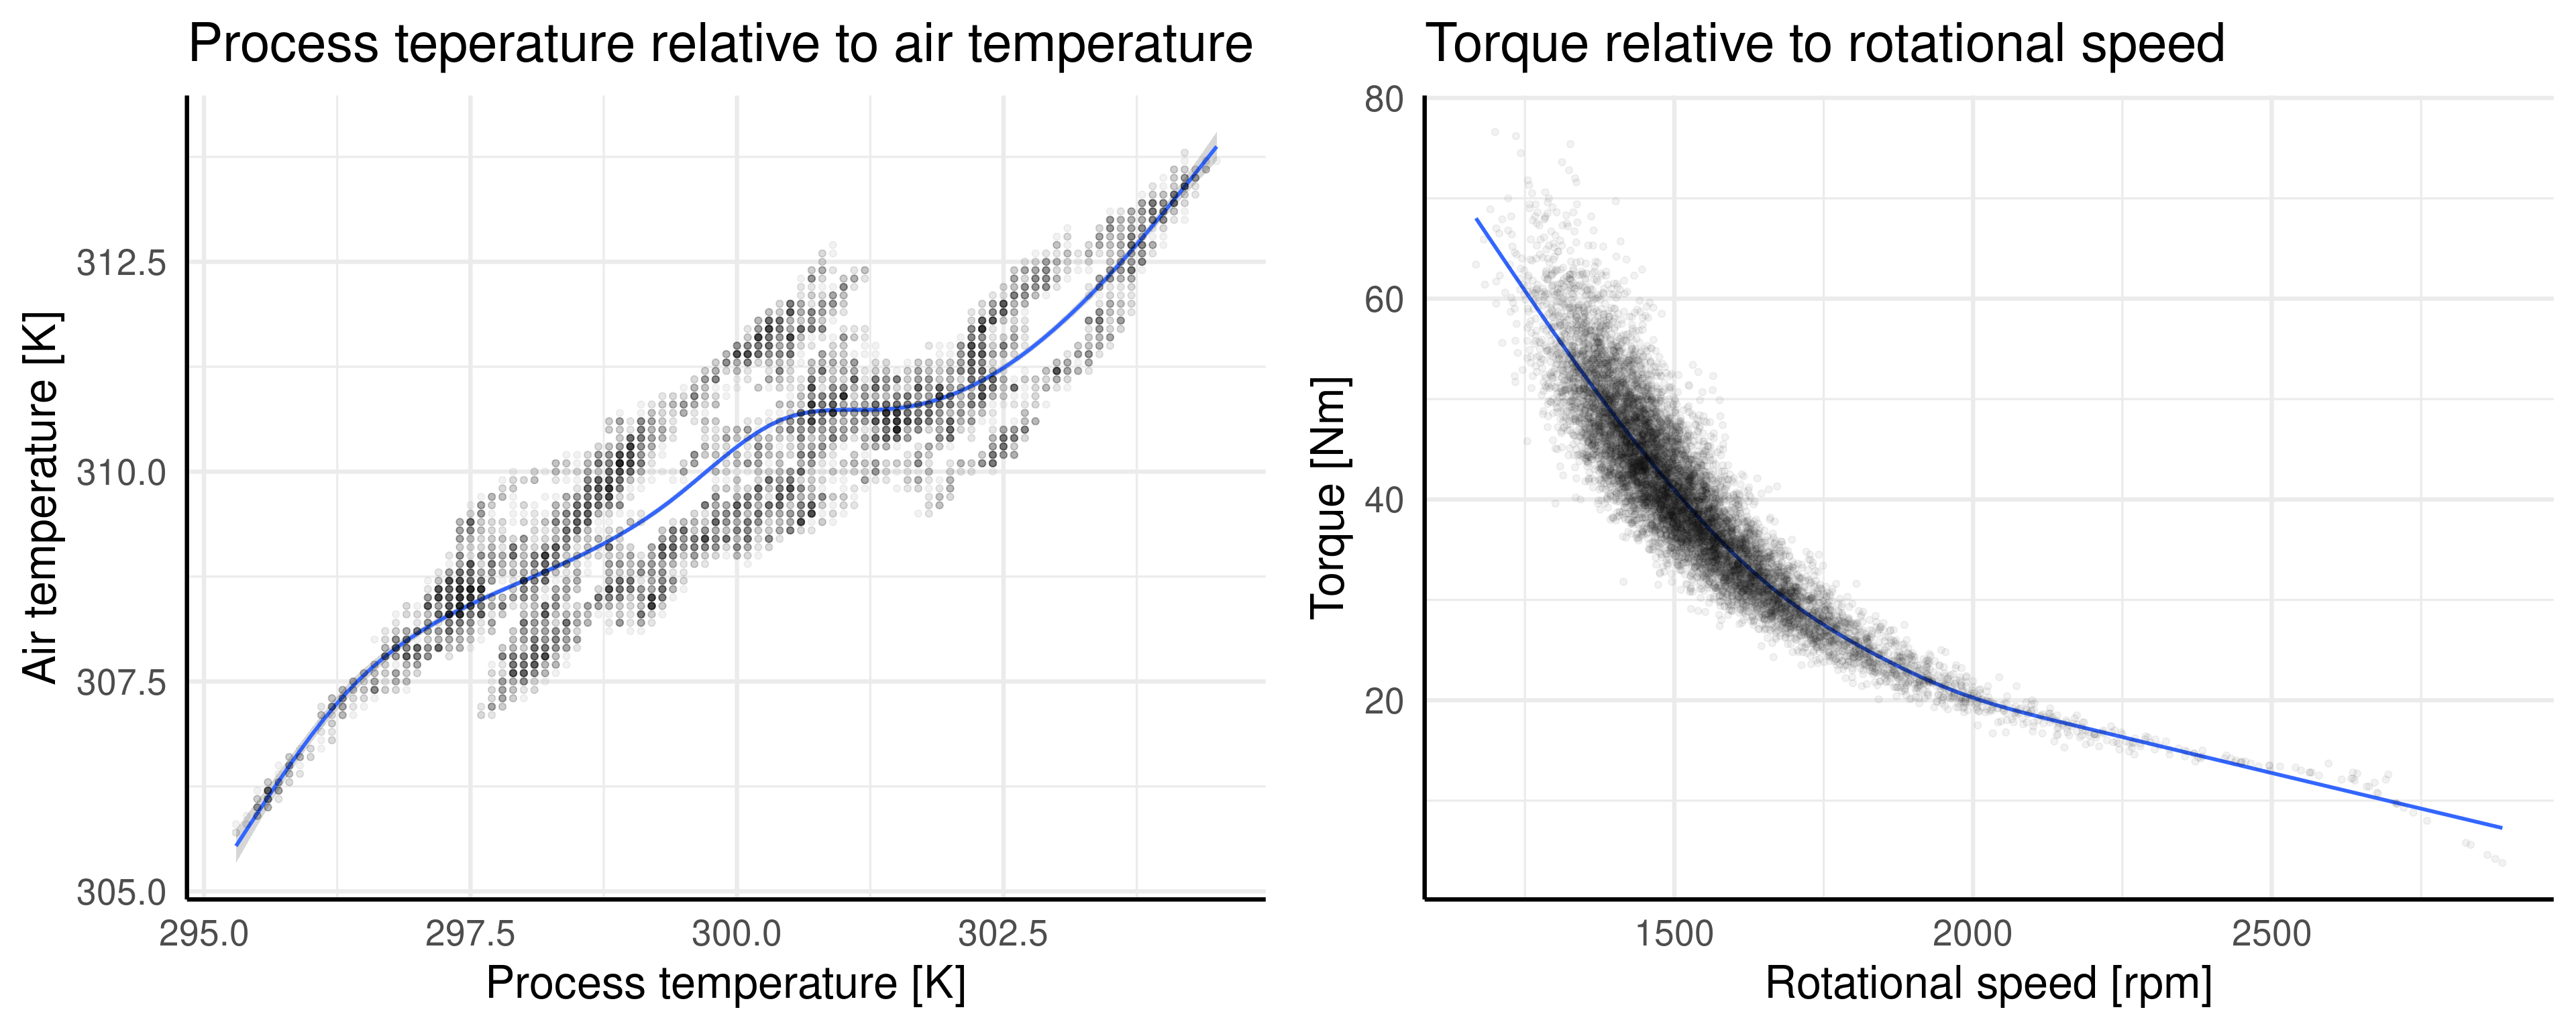 Process teperature relative to air temperature
Air temperature [K]
312.5
310.0
307.5
305.0
295.0 297.5 300.0 302.5
Process temperature [K]
Torque relative to rotational speed
Torque [Nm]
80
60
40
20
1500 2000 2500
Rotational speed [rpm]